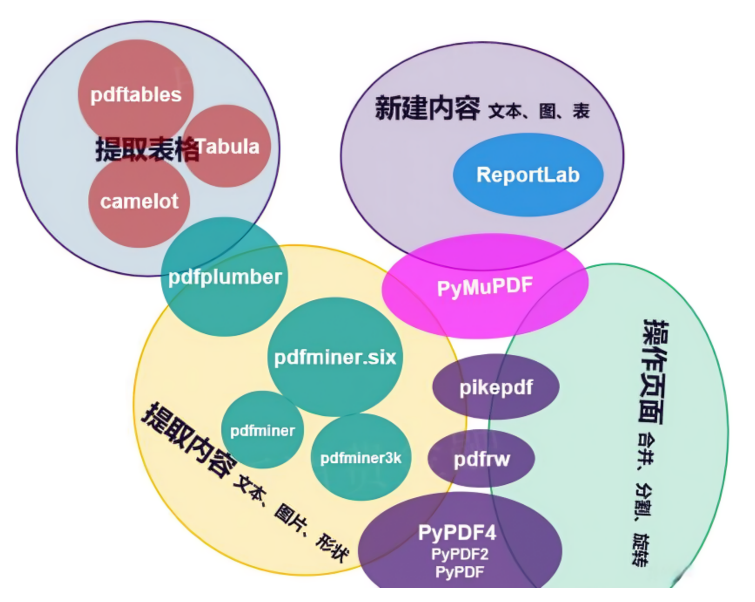 pdftables
提取表格
Tabula
camelot
新建内容 文本、图、表
ReportLab
pdfplumber
PyMuPDF
pdfminer.six
pikepdf
pdfminer
pdfminer3k
pdfrw
提取内容 文本、图片、形状
操作页面 合并、分割、旋转
PyPDF4
PyPDF2
PyPDF